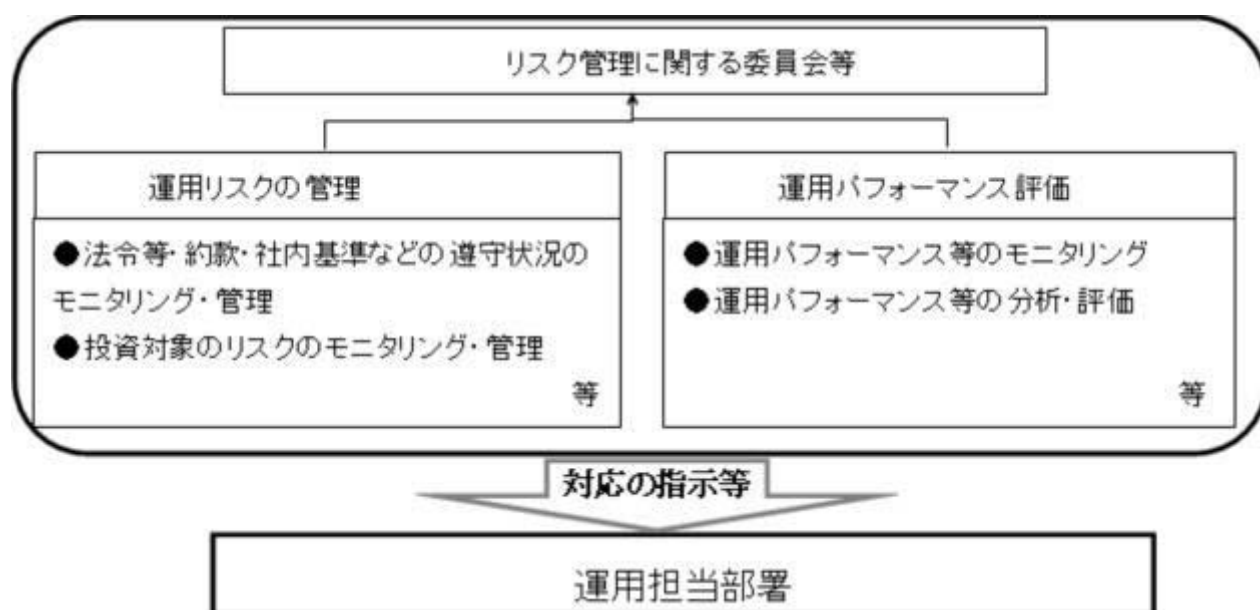 リスク管理に関する委員会等
運用リスクの管理
●法令等・約款・社内基準などの遵守状況の
モニタリング・管理
●投資対象のリスクのモニタリング・管理
等
運用パフォーマンス評価
●運用パフォーマンス等のモニタリング
●運用パフォーマンス等の分析・評価
等
対応の指示等
運用担当部署